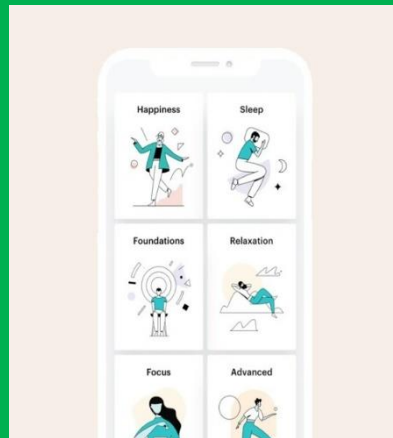 Happiness
Sleep
Foundations
Relaxation
Focus
Advanced